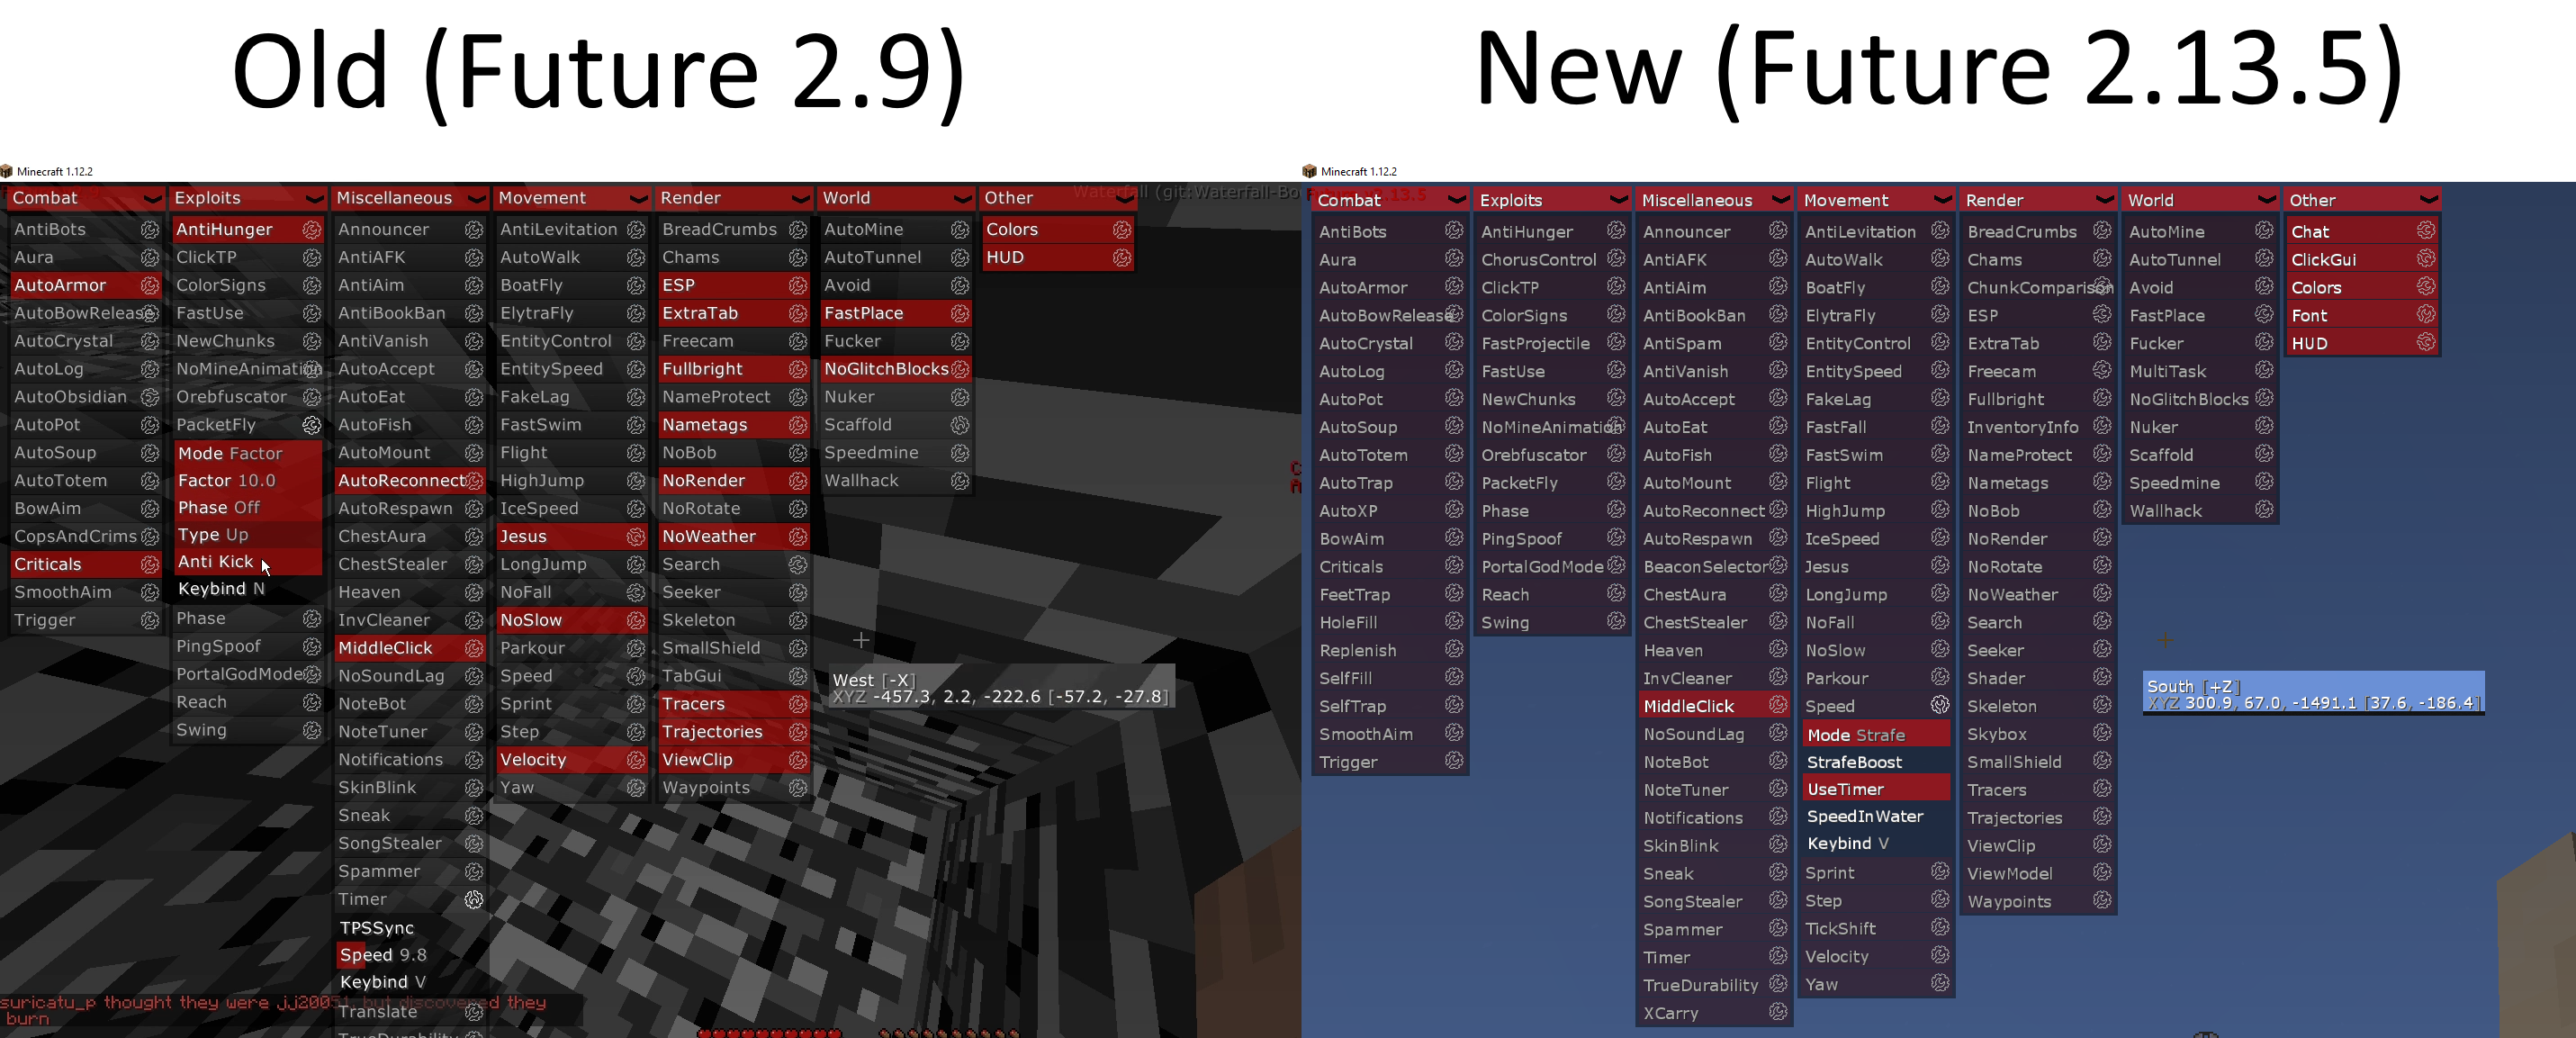 Old (Future 2.9)
New (Future 2.13.5)
Minecraft 1.12.2
Combat
AntiBots
Aura
AutoArmor
AutoBowRelease
AutoCrystal
AutoLog
AutoObsidian
AutoPot
AutoSoup
AutoTotem
BowAim
CopsAndCrims
Criticals
SmoothAim
Trigger
Exploits
AntiHunger
ClickTP
ColorSigns
FastUse
NewChunks
NoMineAnimation
Orebfuscator
PacketFly
Mode Factor
Factor 10.0
Phase Off
Type Up
Anti Kick
Keybind N
Phase
PingSpoof
PortalGodMode
Reach
Swing
Miscellaneous
Announcer
AntiAFK
AntiAim
AntiBookBan
AntiVanish
AutoAccept
AutoEat
AutoFish
AutoMount
AutoReconnect
AutoRespawn
ChestAura
ChestStealer
Heaven
InvCleaner
MiddleClick
NoSoundLag
NoteBot
NoteTuner
Notifications
SkinBlink
Sneak
SongStealer
Spammer
Timer
TPSSync
Speed 9.8
Keybind V
Translate
TrueDurability
Movement
AntiLevitation
AutoWalk
BoatFly
ElytraFly
EntityControl
EntitySpeed
FakeLag
FastSwim
Flight
HighJump
IceSpeed
Jesus
LongJump
NoFall
NoSlow
Parkour
Speed
Sprint
Step
Velocity
Yaw
Render
BreadCrumbs
Chams
ESP
ExtraTab
Freecam
Fullbright
NameProtect
Nametags
NoBob
NoRender
NoRotate
NoWeather
Search
Seeker
Skeleton
SmallShield
TabGui
Tracers
Trajectories
ViewClip
Waypoints
World
AutoMine
AutoTunnel
Avoid
FastPlace
Fucker
NoGlitchBlocks
Nuker
Scaffold
Speedmine
Wallhack
Other
Colors
HUD
Waterfall (git:Waterfall-Bo
West [-X]
XYZ -457.3, 2.2, -222.6 [-57.2, -27.8]
suricatu_p thought they were jj20051, but discovered they
burn
Minecraft 1.12.2
Combat
AntiBots
Aura
AutoArmor
AutoBowRelease
AutoCrystal
AutoLog
AutoPot
AutoSoup
AutoTotem
AutoTrap
AutoXP
BowAim
Criticals
FeetTrap
HoleFill
Replenish
SelfFill
SelfTrap
SmoothAim
Trigger
Exploits
AntiHunger
ChorusControl
ClickTP
ColorSigns
FastProjectile
FastUse
NewChunks
NoMineAnimation
Orebfuscator
PacketFly
Phase
PingSpoof
PortalGodMode
Reach
Swing
Miscellaneous
Announcer
AntiAFK
AntiAim
AntiBookBan
AntiSpam
AntiVanish
AutoAccept
AutoEat
AutoFish
AutoMount
AutoReconnect
AutoRespawn
BeaconSelector
ChestAura
ChestStealer
Heaven
InvCleaner
MiddleClick
NoSoundLag
NoteBot
NoteTuner
Notifications
SkinBlink
Sneak
SongStealer
Spammer
Timer
TrueDurability
XCarry
Movement
AntiLevitation
AutoWalk
BoatFly
ElytraFly
EntityControl
EntitySpeed
FakeLag
FastFall
FastSwim
Flight
HighJump
IceSpeed
Jesus
LongJump
NoFall
NoSlow
Parkour
Speed
Mode Strafe
StrafeBoost
UseTimer
SpeedInWater
Keybind V
Sprint
Step
TickShift
Velocity
Yaw
Render
BreadCrumbs
Chams
ChunkComparison
ESP
ExtraTab
Freecam
Fullbright
InventoryInfo
NameProtect
Nametags
NoBob
NoRender
NoRotate
NoWeather
Search
Seeker
Shader
Skeleton
Skybox
SmallShield
Tracers
Trajectories
ViewClip
ViewModel
Waypoints
World
AutoMine
AutoTunnel
Avoid
FastPlace
Fucker
MultiTask
NoGlitchBlocks
Nuker
Scaffold
Speedmine
Wallhack
Other
Chat
ClickGui
Colors
Font
HUD
South [+Z]
XYZ 300.9, 67.0, -1491.1 [37.6, -186.4]